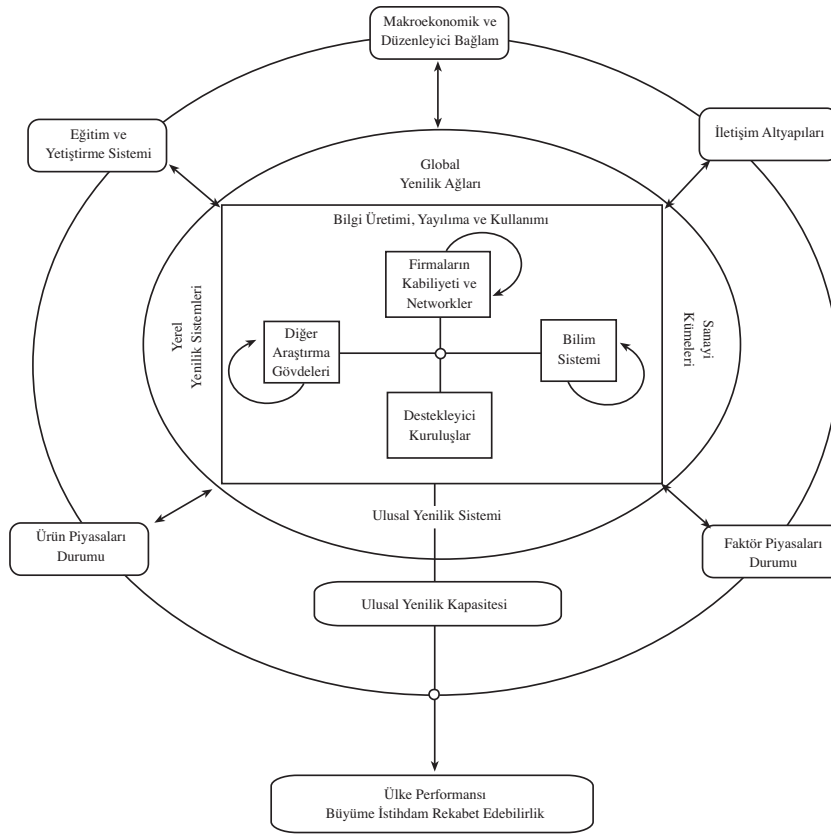 Makroekonomik ve
Düzenleyici Bağlam
Eğitim ve
Yetiştirme Sistemi
İletişim Altyapıları
Global
Yenilik Ağları
Bilgi Üretimi, Yayılıma ve Kullanımı
Firmaların
Kabiliyeti ve
Networkler
Yerel
Yenilik Sistemleri
Diğer
Araştırma
Gövdeleri
Bilim
Sistemi
Sanayi
Kümeleri
Destekleyici
Kuruluşlar
Ulusal Yenilik Sistemi
Ürün Piyasaları
Durumu
Faktör Piyasaları
Durumu
Ulusal Yenilik Kapasitesi
Ülke Performansı
Büyüme İstihdam Rekabet Edebilirlik